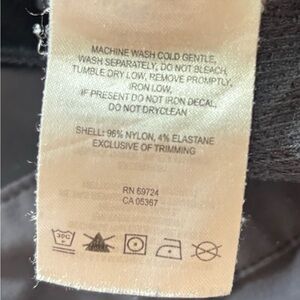 MACHINE WASH COLD GENTLE,
WASH SEPARATELY, DO NOT BLEACH,
TUMBLE DRY LOW, REMOVE PROMPTLY,
IRON LOW,
IF PRESENT DO NOT IRON DECAL,
DO NOT DRYCLEAN
SHELL: 96% NYLON, 4% ELASTANE
EXCLUSIVE OF TRIMMING
RN 69724
CA 05367
30C